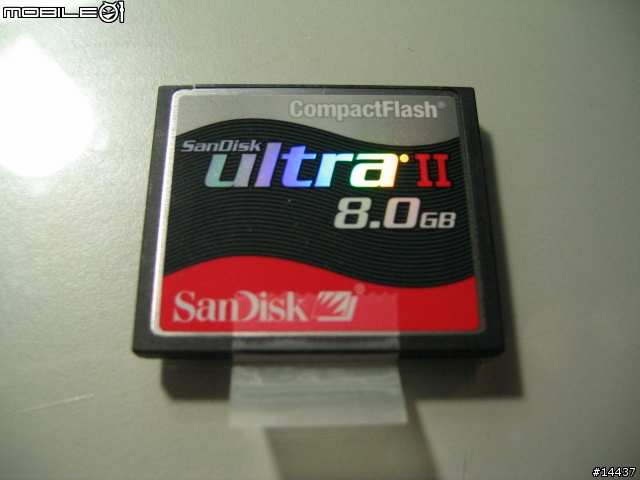 MOBILE01
CompactFlash®
SanDisk
ultra II
8.0GB
SanDisk®
#14437